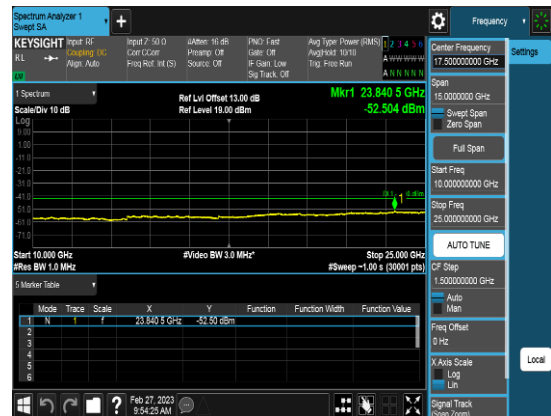 Spectrum Analyzer 1
Swept SA
+
Frequency
KEYSIGHT
RL
Input: RF
Coupling: DC
Align: Auto
Input Z: 50 Ω
Corr CCorr
Freq Ref: Int (S)
#Atten: 16 dB
Preamp: Off
Source: Off
PNO: Fast
Gate: Off
IF Gain: Low
Sig Track: Off
Avg Type: Power (RMS)
Avg|Hold: 10/10
Trig: Free Run
1 2 3 4 5 6
A W W W W W
A N N N N N
1 Spectrum
Scale/Div 10 dB
Ref Lvl Offset 13.00 dB
Ref Level 19.00 dBm
Mkr1 23.840 5 GHz
-52.504 dBm
Log
9.00
-1.00
-11.0
-21.0
-31.0
-41.0
-51.0
-61.0
-71.0
1
Start 10.000 GHz
#Res BW 1.0 MHz
#Video BW 3.0 MHz*
Stop 25.000 GHz
#Sweep ~1.00 s (30001 pts)
5 Marker Table
Mode Trace Scale X Y Function Function Width Function Value
1 N 1 f 23.840 5 GHz -52.50 dBm
2
3
4
5
6
Feb 27, 2023
9:54:25 AM
Center Frequency
17.500000000 GHz
Settings
Span
15.0000000 GHz
Swept Span
Zero Span
Full Span
Start Freq
10.000000000 GHz
Stop Freq
25.000000000 GHz
AUTO TUNE
CF Step
1.500000000 GHz
Auto
Man
Freq Offset
0 Hz
X Axis Scale
Log
Lin
Local
Signal Track
(Span Zoom)